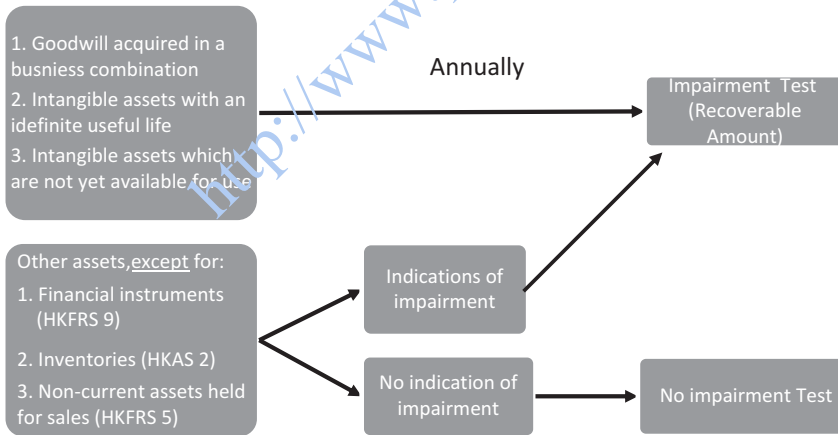 1. Goodwill acquired in a
busniess combination
2. Intangible assets with an
idefinite useful life
3. Intangible assets which
are not yet available for use
Annually
http://www.
Impairment Test
(Recoverable
Amount)
Other assets,except for:
1. Financial instruments
(HKFRS 9)
2. Inventories (HKAS 2)
3. Non-current assets held
for sales (HKFRS 5)
Indications of
impairment
No indication of
impairment
No impairment Test